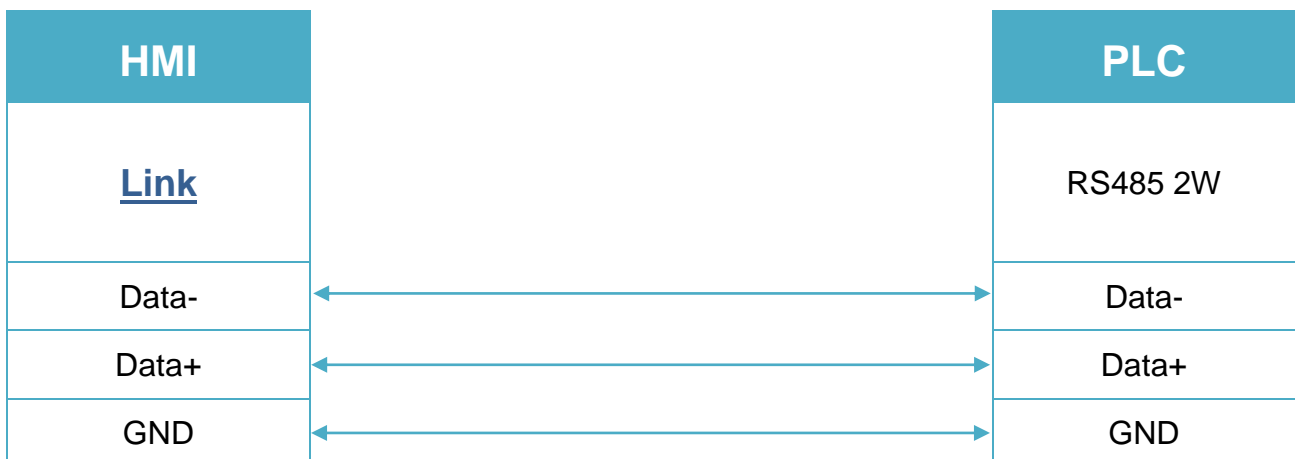 HMI PLC
Link RS485 2W
Data- Data-
Data+ Data+
GND GND